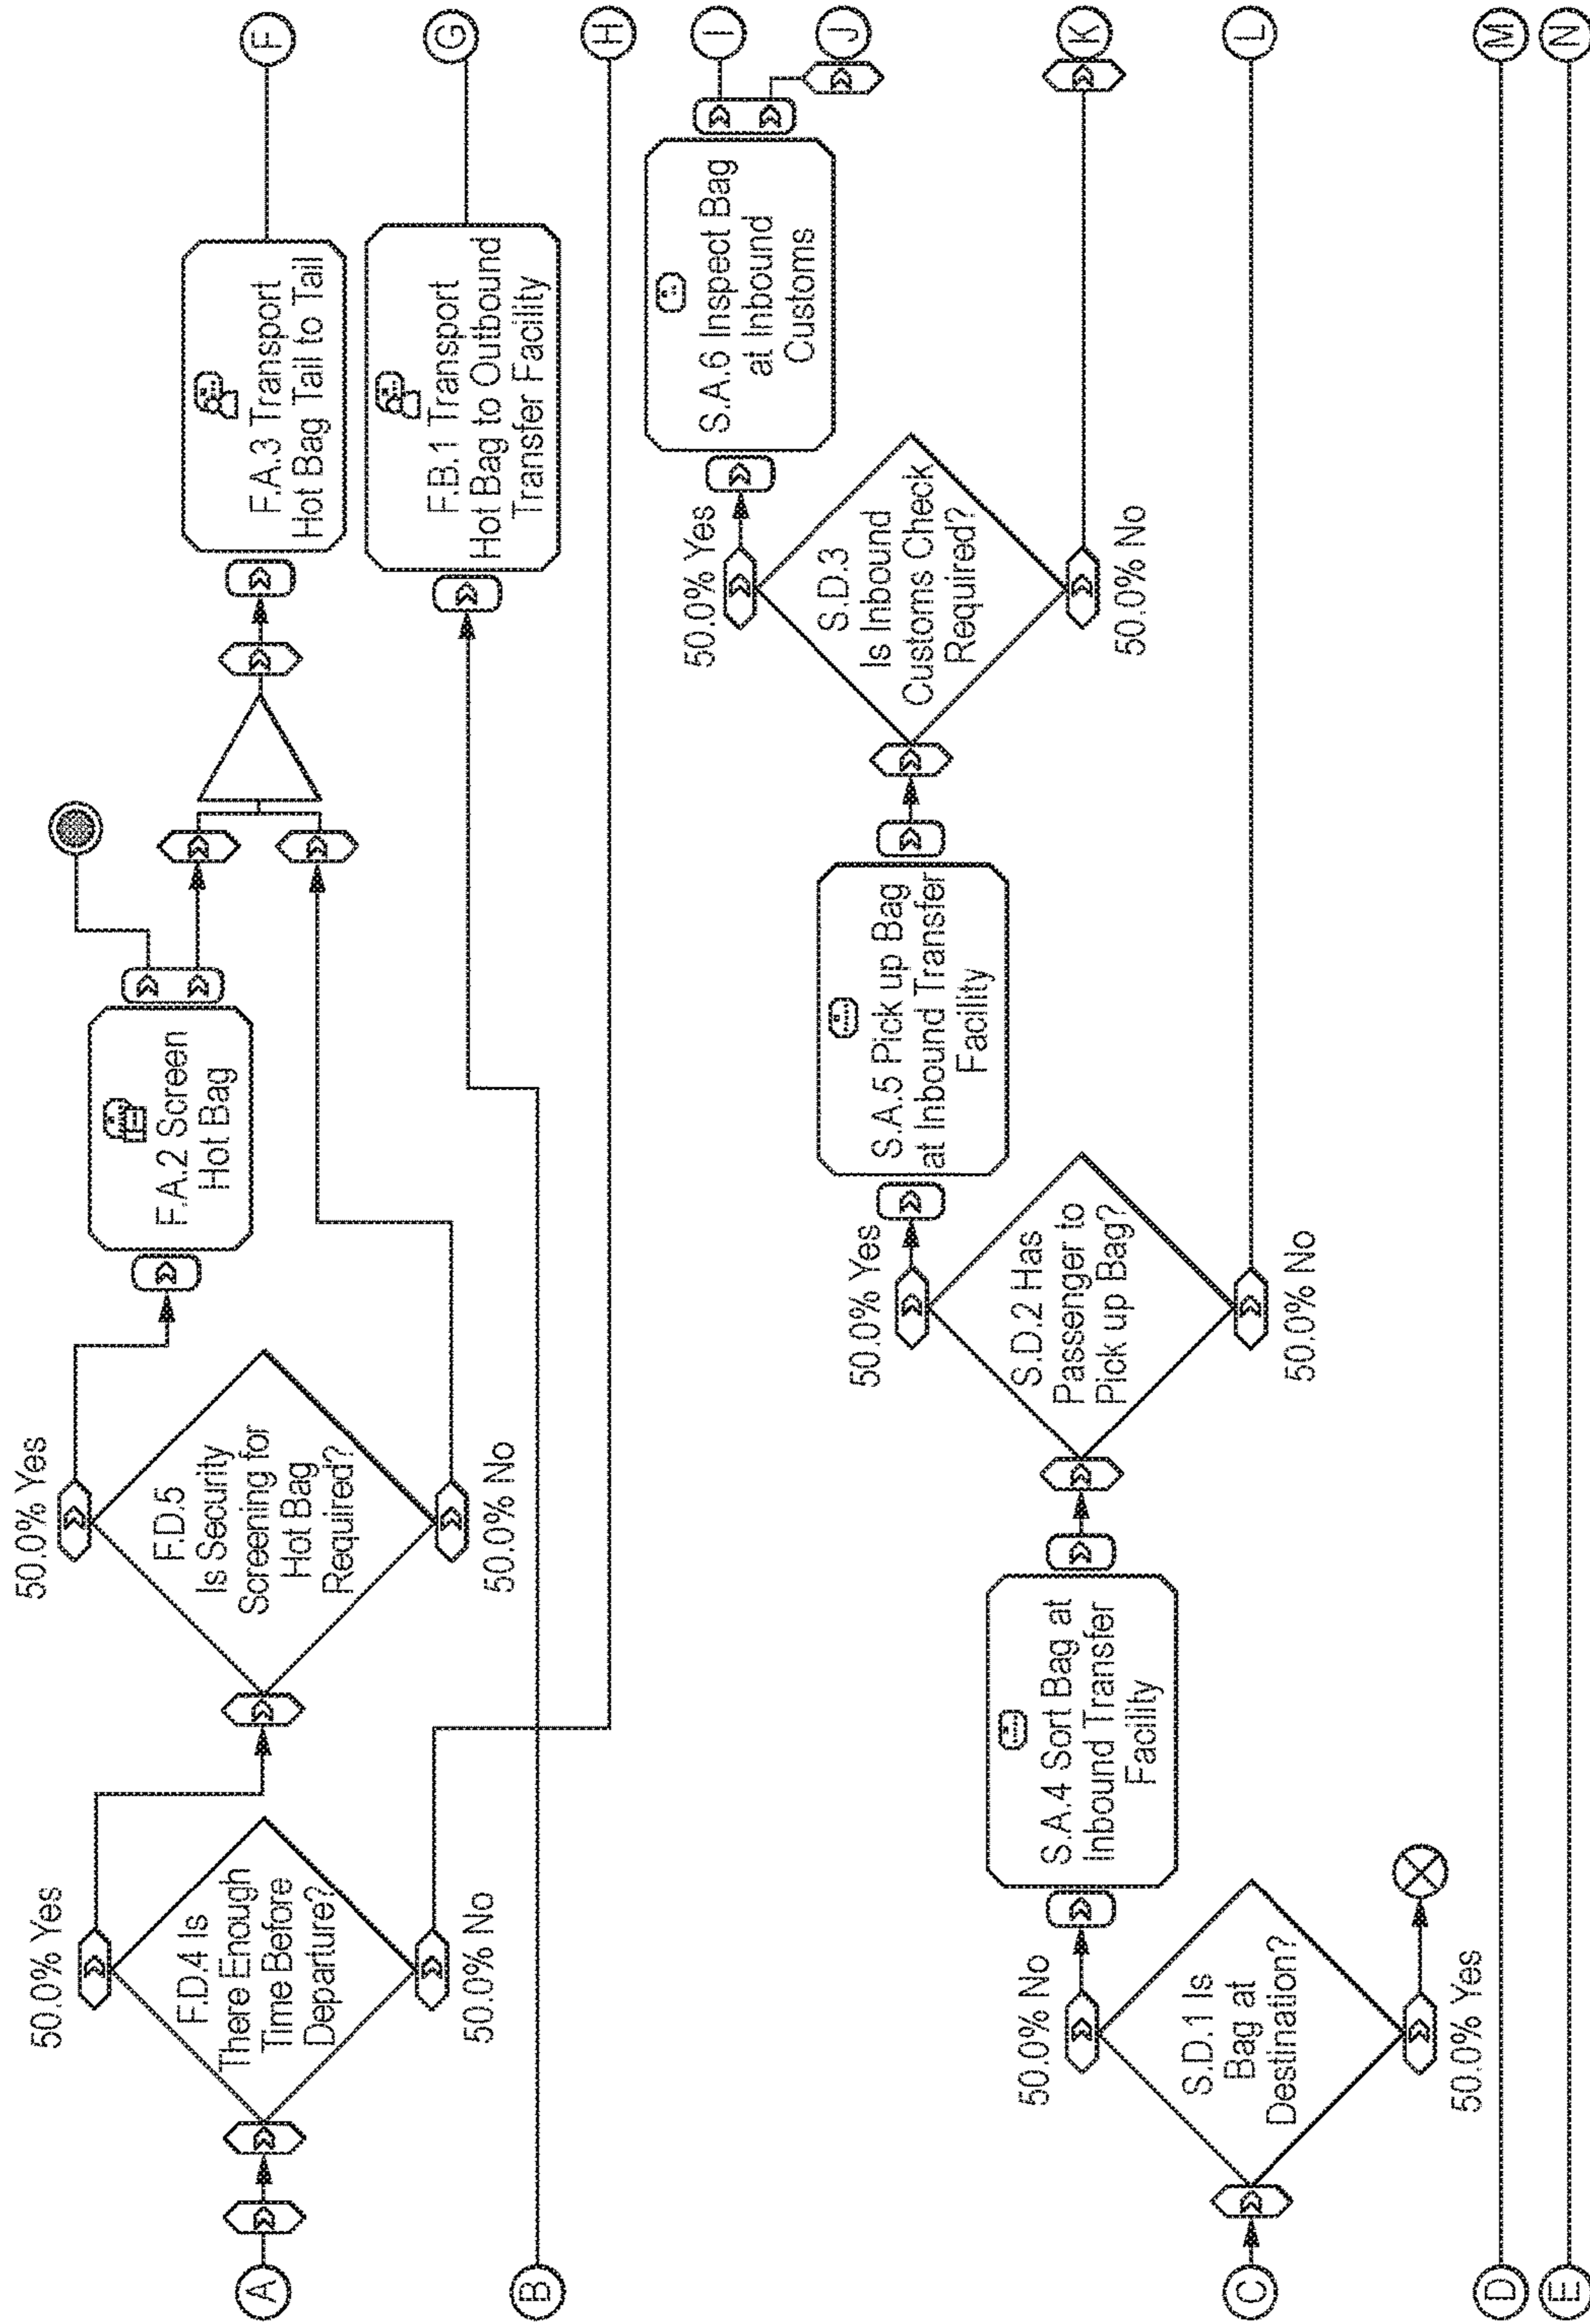 A
50.0% Yes
F.D.4 Is
There Enough
Time Before
Departure?
50.0% No
50.0% Yes
F.D.5
Is Security
Screening for
Hot Bag
Required?
50.0% No
F.A.2 Screen
Hot Bag
F.A.3 Transport
Hot Bag Tail to Tail
F
B
F.B.1 Transport
Hot Bag to Outbound
Transfer Facility
G
H
C
50.0% No
S.D.1 Is
Bag at
Destination?
50.0% Yes
S.A.4 Sort Bag at
Inbound Transfer
Facility
50.0% Yes
S.D.2 Has
Passenger to
Pick up Bag?
50.0% No
S.A.5 Pick up Bag
at Inbound Transfer
Facility
50.0% Yes
S.D.3
Is Inbound
Customs Check
Required?
50.0% No
S.A.6 Inspect Bag
at Inbound
Customs
I
J
K
L
D
M
E
N